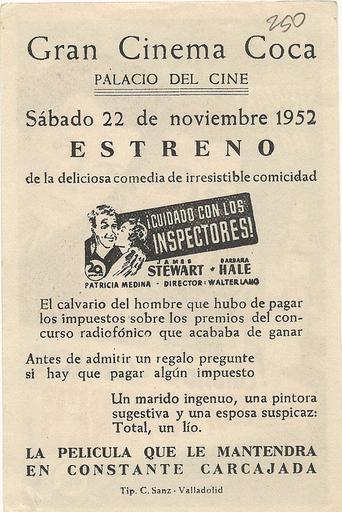 250
Gran Cinema Coca
PALACIO DEL CINE
Sábado 22 de noviembre 1952
ESTRENO
de la deliciosa comedia de irresistible comicidad
¡CUIDADO CON LOS
INSPECTORES!
20
JAMES BARBARA
STEWART • HALE
PATRICIA MEDINA • DIRECTOR: WALTER LANG
El calvario del hombre que hubo de pagar
los impuestos sobre los premios del con-
curso radiofónico que acababa de ganar
Antes de admitir un regalo pregunte
si hay que pagar algún impuesto
Un marido ingenuo, una pintora
sugestiva y una esposa suspicaz:
Total, un lío.
LA PELICULA QUE LE MANTENDRA
EN CONSTANTE CARCAJADA
Tip. C. Sanz - Valladolid